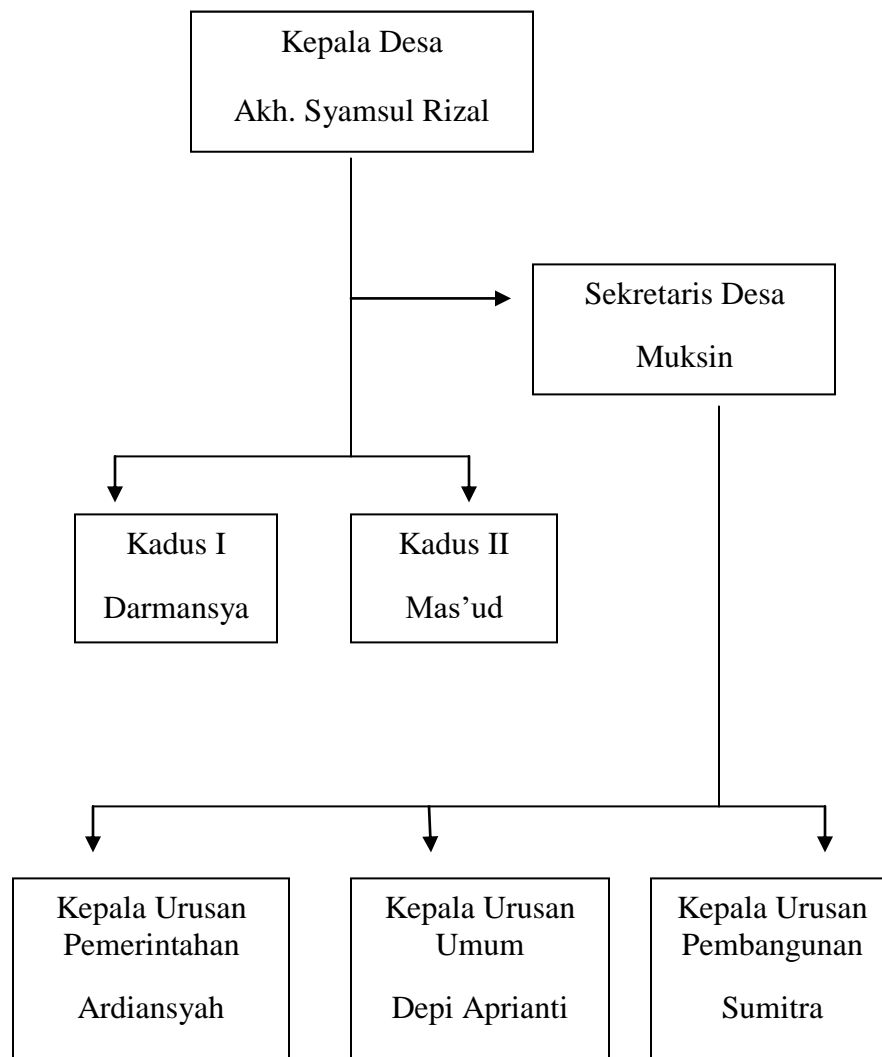 Kepala Desa
Akh. Syamsul Rizal
Sekretaris Desa
Muksin
Kadus I
Darmansya
Kadus II
Mas’ud
Kepala Urusan
Pemerintahan
Ardiansyah
Kepala Urusan
Umum
Depi Aprianti
Kepala Urusan
Pembangunan
Sumitra